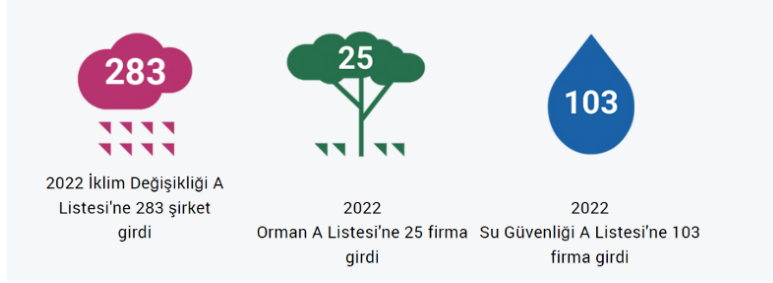 283
25
103
2022 İklim Değişikliği A
Listesi'ne 283 şirket
girdi
2022
Orman A Listesi'ne 25 firma
girdi
2022
Su Güvenliği A Listesi'ne 103
firma girdi